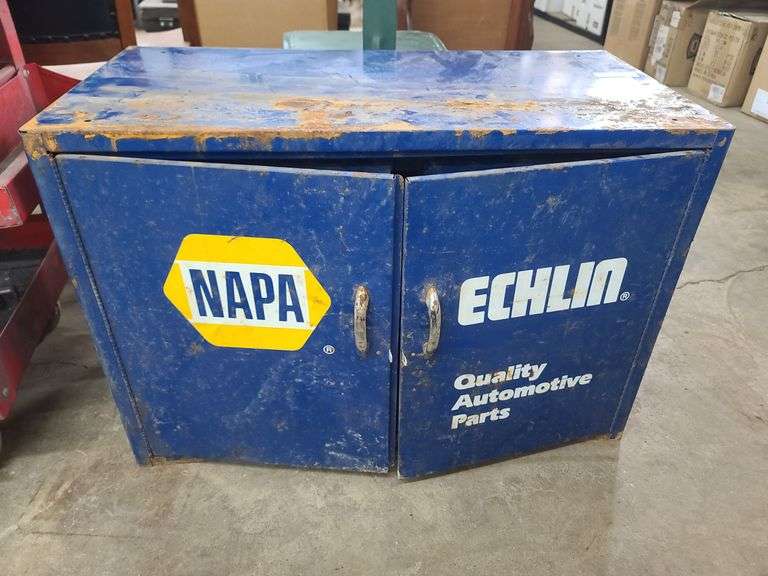 NAPA
®
ECHLIN®
Quality
Automotive
Parts